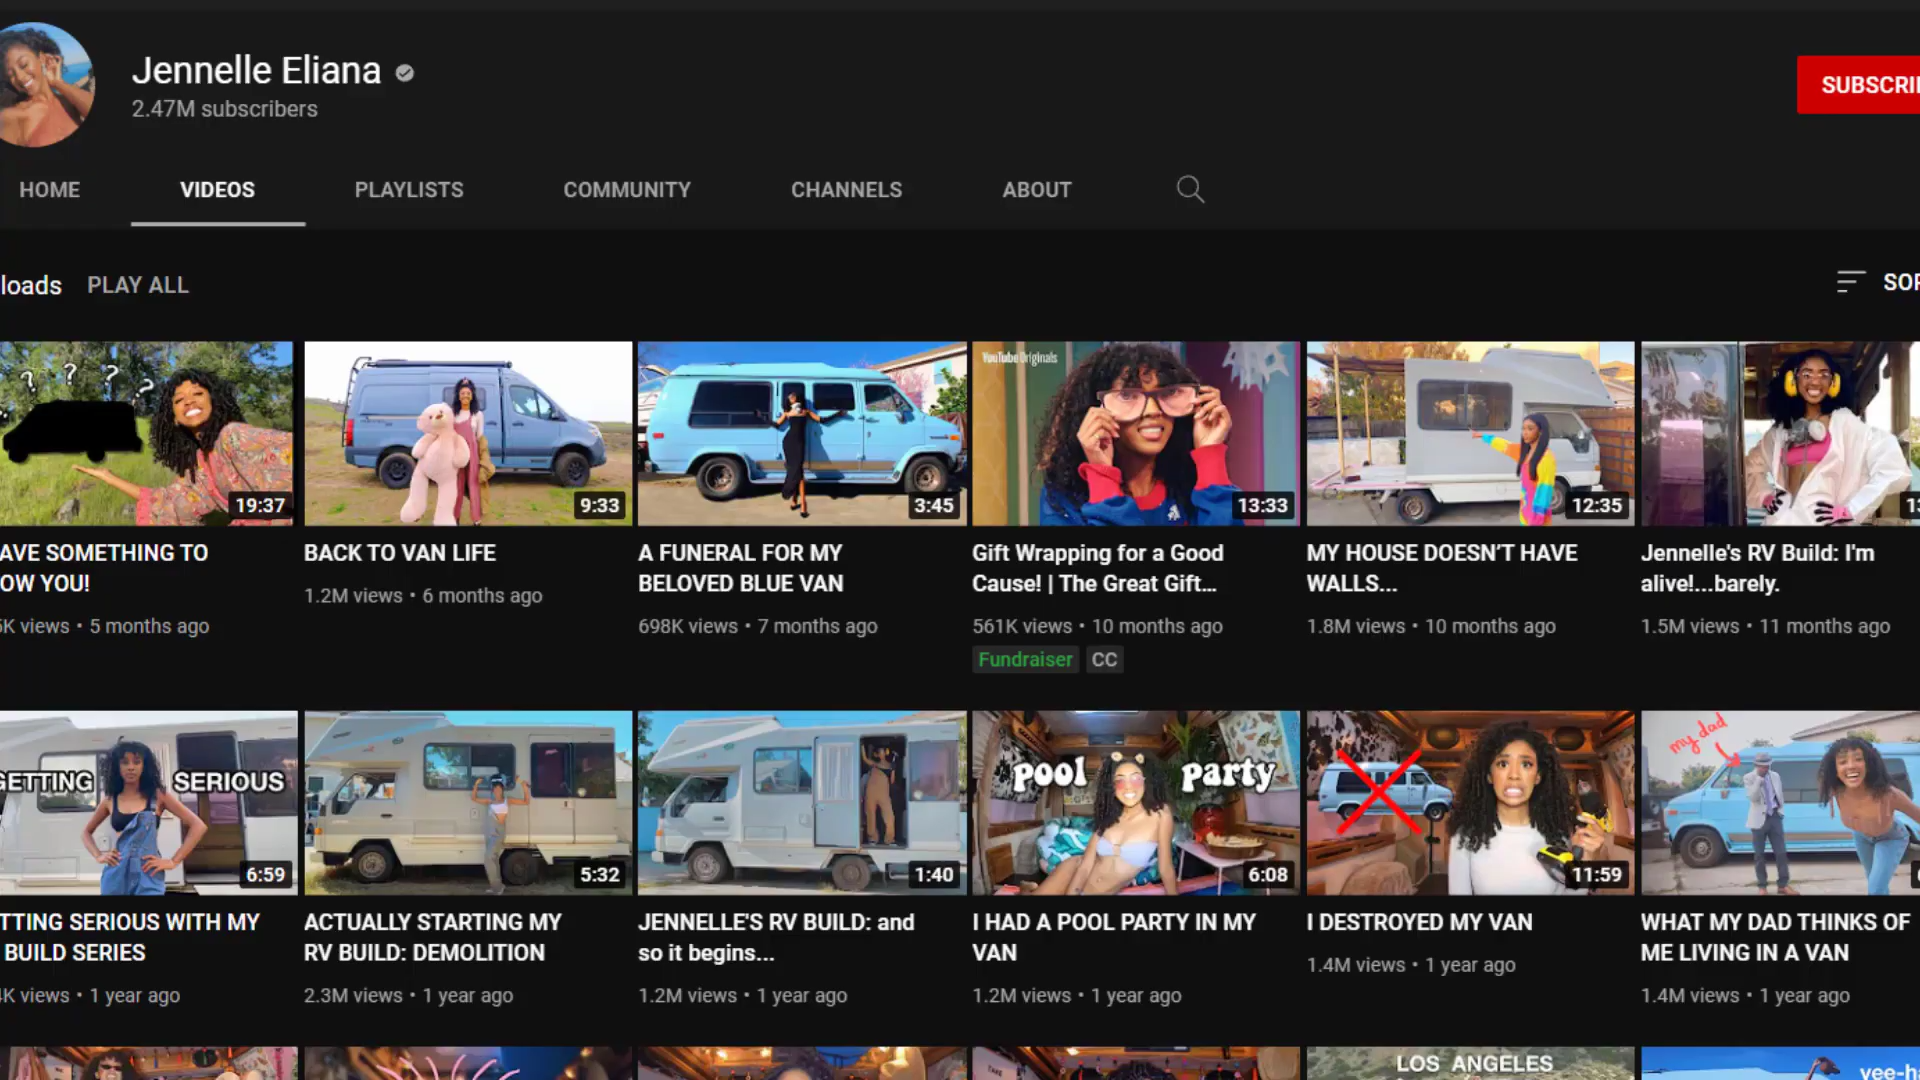 Jennelle Eliana
2.47M subscribers
SUBSCRI
HOME VIDEOS PLAYLISTS COMMUNITY CHANNELS ABOUT
loads PLAY ALL
SOR
? ? ? ?
19:37
9:33
3:45
YouTube Originals
13:33
12:35
AVE SOMETHING TO
OW YOU!
5K views • 5 months ago
BACK TO VAN LIFE
1.2M views • 6 months ago
A FUNERAL FOR MY
BELOVED BLUE VAN
698K views • 7 months ago
Gift Wrapping for a Good
Cause! | The Great Gift...
561K views • 10 months ago
Fundraiser CC
MY HOUSE DOESN'T HAVE
WALLS...
1.8M views • 10 months ago
Jennelle's RV Build: I'm
alive!...barely.
1.5M views • 11 months ago
GETTING SERIOUS
6:59
5:32
1:40
pool party
6:08
11:59
my dad
TTING SERIOUS WITH MY
BUILD SERIES
4K views • 1 year ago
ACTUALLY STARTING MY
RV BUILD: DEMOLITION
2.3M views • 1 year ago
JENNELLE'S RV BUILD: and
so it begins...
1.2M views • 1 year ago
I HAD A POOL PARTY IN MY
VAN
1.2M views • 1 year ago
I DESTROYED MY VAN
1.4M views • 1 year ago
WHAT MY DAD THINKS OF
ME LIVING IN A VAN
1.4M views • 1 year ago
LOS ANGELES
yee-h